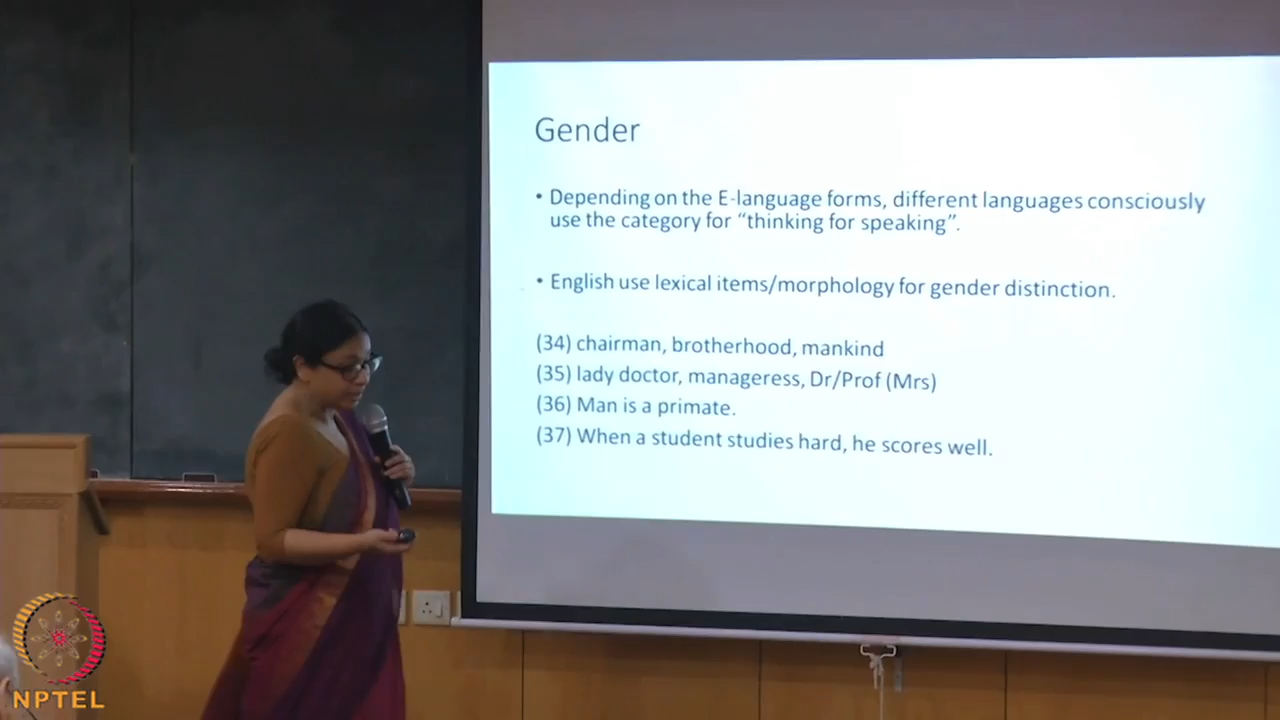 Gender
• Depending on the E-language forms, different languages consciously
use the category for “thinking for speaking”.
• English use lexical items/morphology for gender distinction.
(34) chairman, brotherhood, mankind
(35) lady doctor, manageress, Dr/Prof (Mrs)
(36) Man is a primate.
(37) When a student studies hard, he scores well.
NPTEL